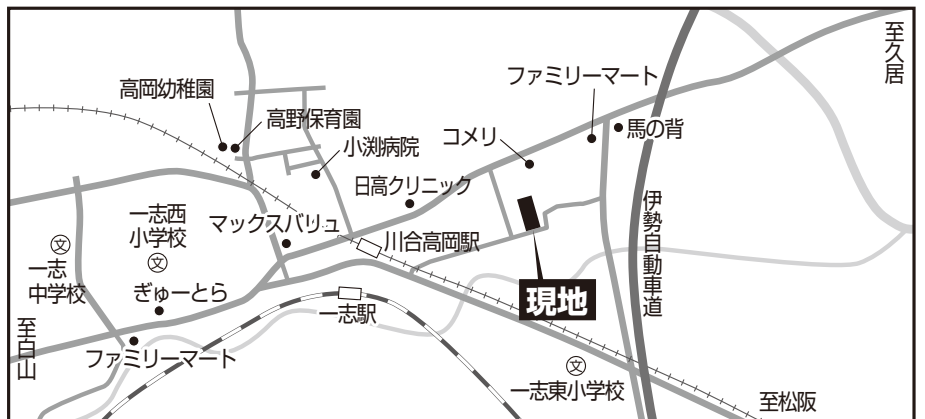 至久居
ファミリーマート
高岡幼稚園
高野保育園
コメリ
馬の背
小渕病院
日高クリニック
伊勢自動車道
一志西
小学校
文
マックスバリュ
川合高岡駅
文
一志
中学校
ぎゅーとら
現地
一志駅
至白山
ファミリーマート
文
一志東小学校
至松阪